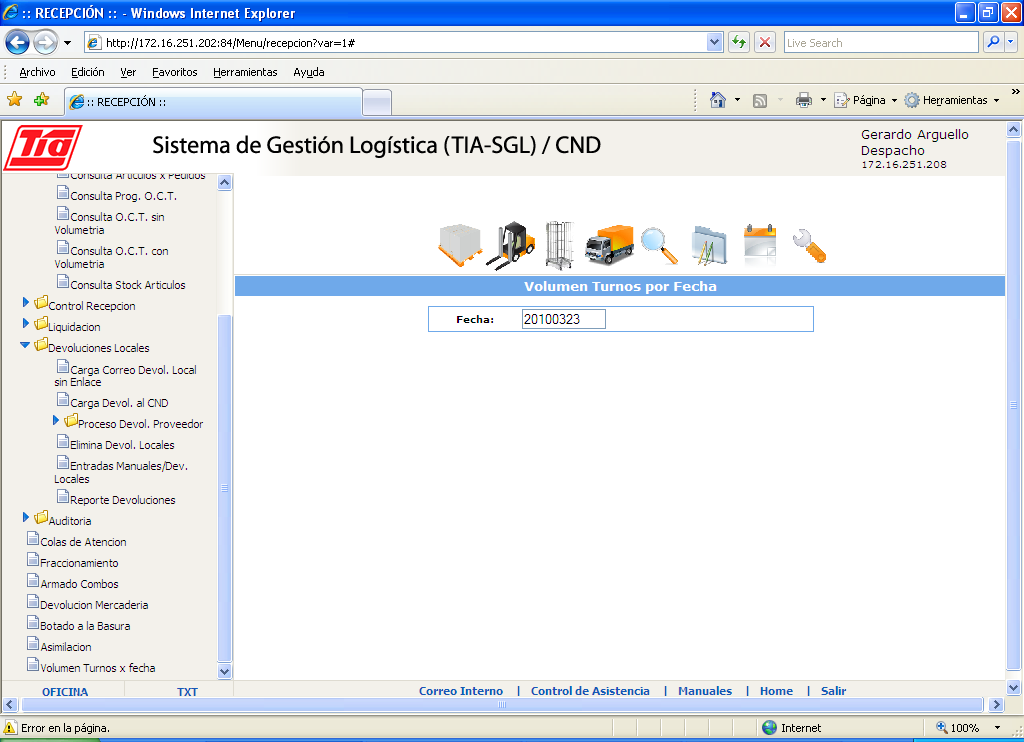 :: RECEPCIÓN :: - Windows Internet Explorer
http://172.16.251.202:84/Menu/recepcion?var=1#
Live Search
Archivo Edición Ver Favoritos Herramientas Ayuda
:: RECEPCIÓN ::
Página Herramientas »
Tia
Sistema de Gestión Logística (TIA-SGL) / CND
Gerardo Arguello
Despacho
172.16.251.208
Consulta Articulos x Pedidos
Consulta Prog. O.C.T.
Consulta O.C.T. sin
Volumetria
Consulta O.C.T. con
Volumetria
Consulta Stock Articulos
Control Recepcion
Liquidacion
Devoluciones Locales
Carga Correo Devol. Local
sin Enlace
Carga Devol. al CND
Proceso Devol. Proveedor
Elimina Devol. Locales
Entradas Manuales/Dev.
Locales
Reporte Devoluciones
Auditoria
Colas de Atencion
Fraccionamiento
Armado Combos
Devolucion Mercaderia
Botado a la Basura
Asimilacion
Volumen Turnos x fecha
OFICINA TXT
Volumen Turnos por Fecha
Fecha: 20100323
Correo Interno | Control de Asistencia | Manuales | Home | Salir
Error en la página.
Internet
100%